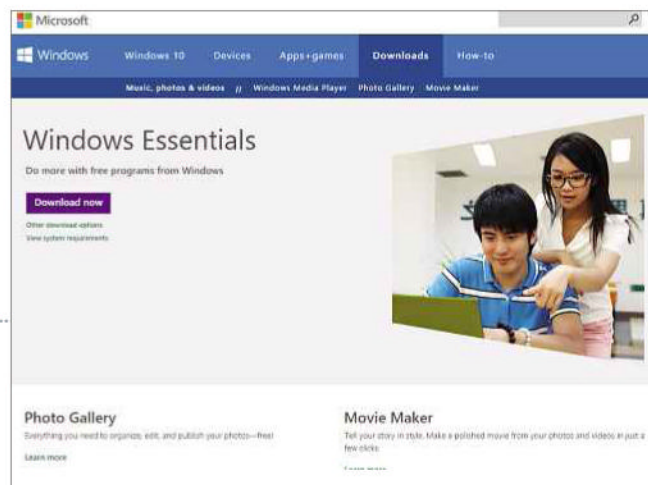 Microsoft
Windows Windows 10 Devices Apps+games Downloads How-to
Music, photos & videos // Windows Media Player Photo Gallery Movie Maker
Windows Essentials
Do more with free programs from Windows
Download now
Other download options
View system requirements
Photo Gallery
Everything you need to organize, edit, and publish your photos—free!
Learn more
Movie Maker
Tell your story in style. Make a polished movie from your photos and videos in just a
few clicks.
Learn more